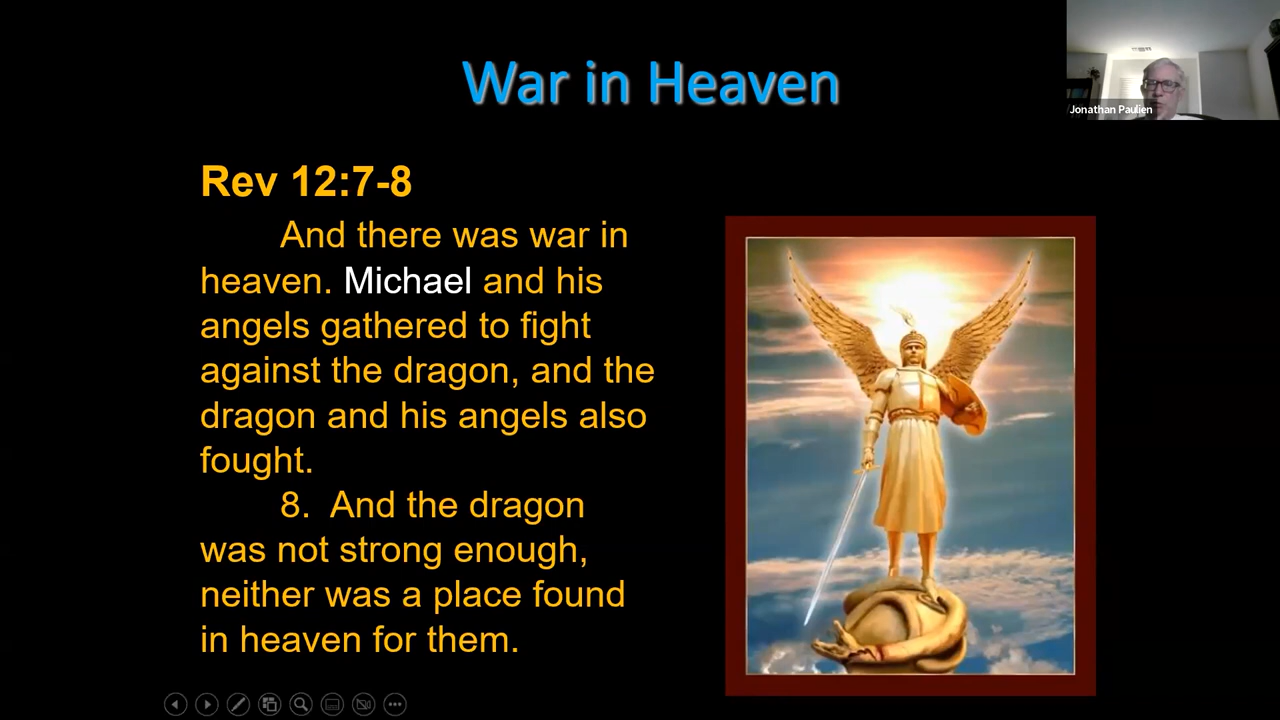 War in Heaven
Jonathan Paulien
Rev 12:7-8
And there was war in
heaven. Michael and his
angels gathered to fight
against the dragon, and the
dragon and his angels also
fought.
8. And the dragon
was not strong enough,
neither was a place found
in heaven for them.